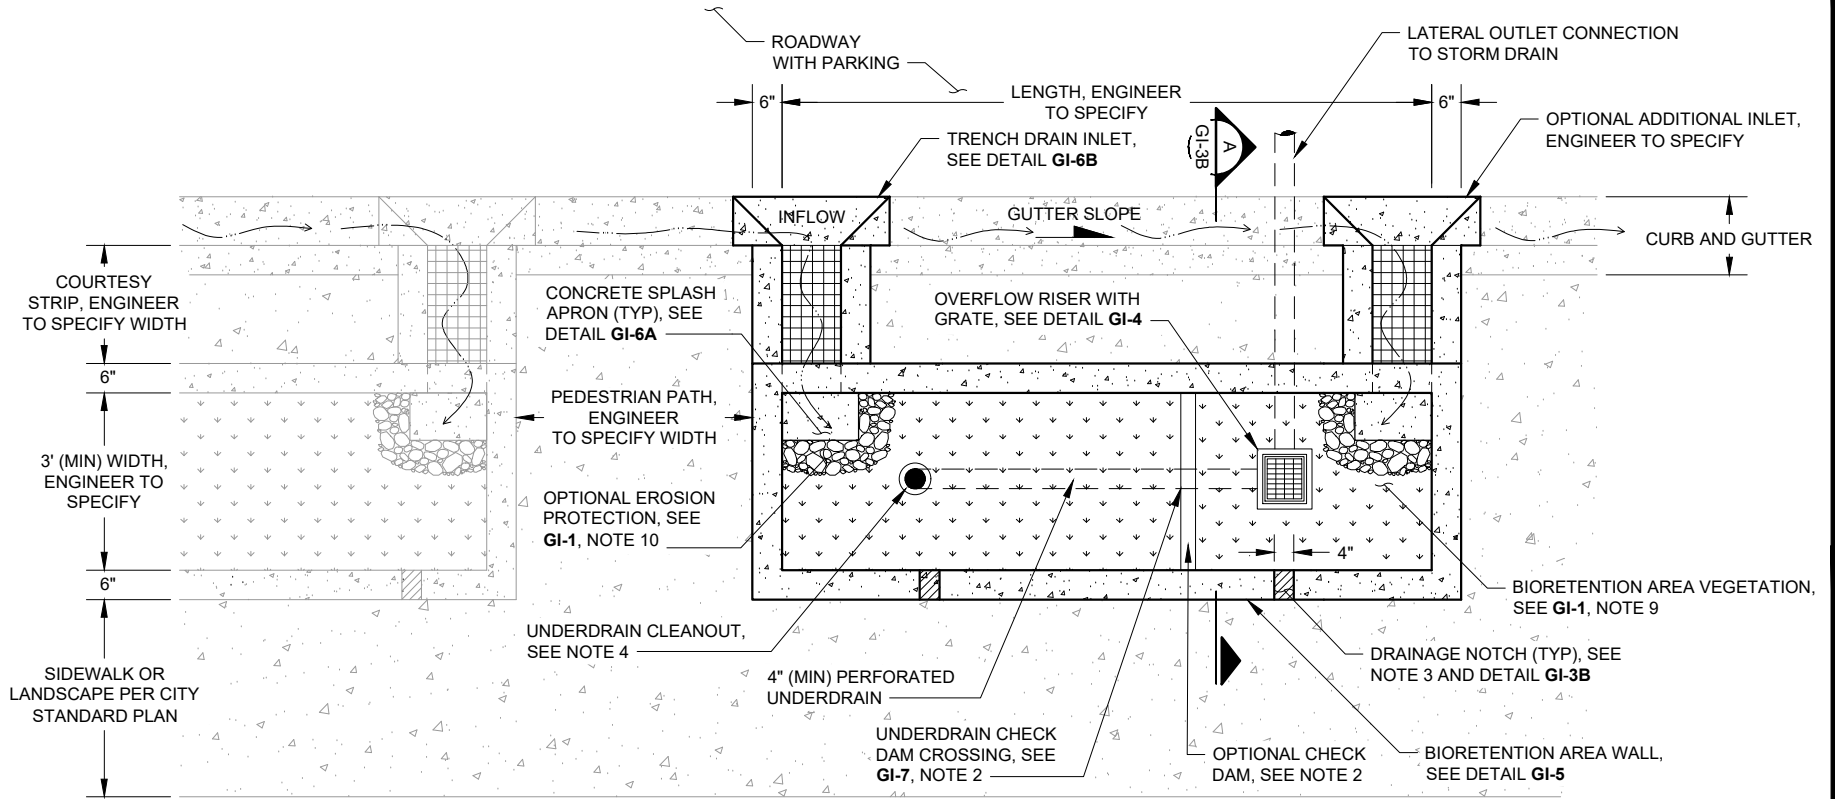 ROADWAY
WITH PARKING
LATERAL OUTLET CONNECTION
TO STORM DRAIN
6"
LENGTH, ENGINEER
TO SPECIFY
6"
TRENCH DRAIN INLET,
SEE DETAIL GI-6B
A
GI-3B
OPTIONAL ADDITIONAL INLET,
ENGINEER TO SPECIFY
INFLOW
GUTTER SLOPE
CURB AND GUTTER
COURTESY
STRIP, ENGINEER
TO SPECIFY WIDTH
CONCRETE SPLASH
APRON (TYP), SEE
DETAIL GI-6A
OVERFLOW RISER WITH
GRATE, SEE DETAIL GI-4
6"
PEDESTRIAN PATH,
ENGINEER
TO SPECIFY WIDTH
3' (MIN) WIDTH,
ENGINEER TO
SPECIFY
OPTIONAL EROSION
PROTECTION, SEE
GI-1, NOTE 10
4"
6"
BIORETENTION AREA VEGETATION,
SEE GI-1, NOTE 9
UNDERDRAIN CLEANOUT,
SEE NOTE 4
DRAINAGE NOTCH (TYP), SEE
NOTE 3 AND DETAIL GI-3B
SIDEWALK OR
LANDSCAPE PER CITY
STANDARD PLAN
4" (MIN) PERFORATED
UNDERDRAIN
UNDERDRAIN CHECK
DAM CROSSING, SEE
GI-7, NOTE 2
OPTIONAL CHECK
DAM, SEE NOTE 2
BIORETENTION AREA WALL,
SEE DETAIL GI-5